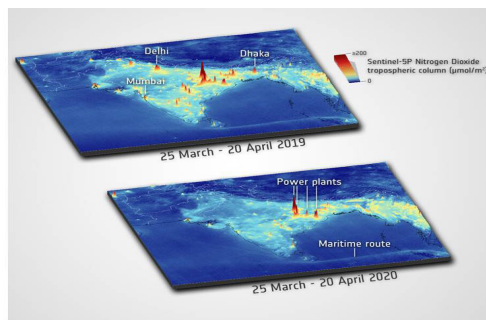 ≥200
Sentinel-5P Nitrogen Dioxide
tropospheric column (μmol/m²)
0
Delhi
Dhaka
Mumbai
25 March - 20 April 2019
Power plants
Maritime route
25 March - 20 April 2020